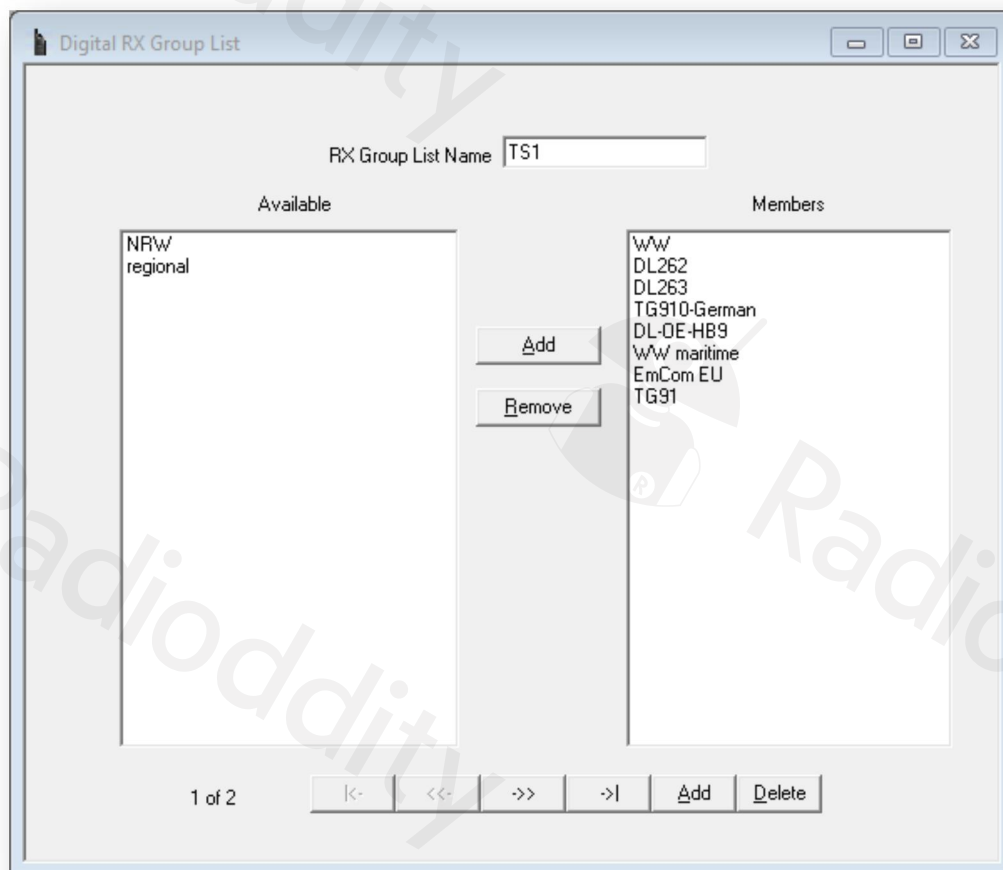 Digital RX Group List
RX Group List Name TS1
Available Members
NRW
regional
WW
DL262
DL263
TG910-German
DL-OE-HB9
WW maritime
EmCom EU
TG91
Add
Remove
1 of 2 |<- <<- ->> ->| Add Delete
Radioddity
Radioddity
Radioddity
®